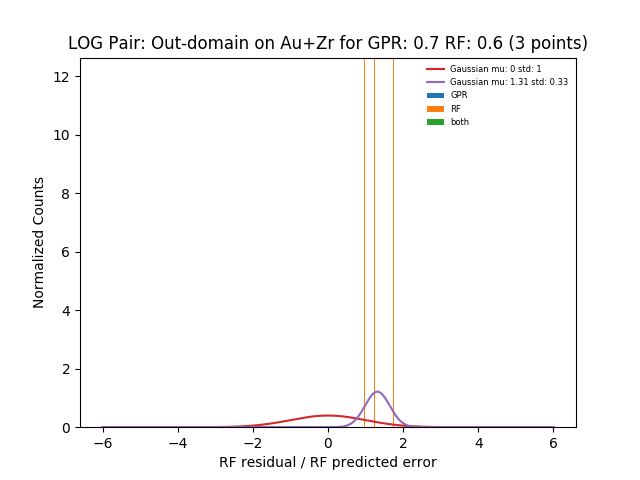 LOG Pair: Out-domain on Au+Zr for GPR: 0.7 RF: 0.6 (3 points)
Gaussian mu: 0 std: 1
Gaussian mu: 1.31 std: 0.33
GPR
RF
both
12
10
8
6
4
2
0
Normalized Counts
−6 −4 −2 0 2 4 6
RF residual / RF predicted error